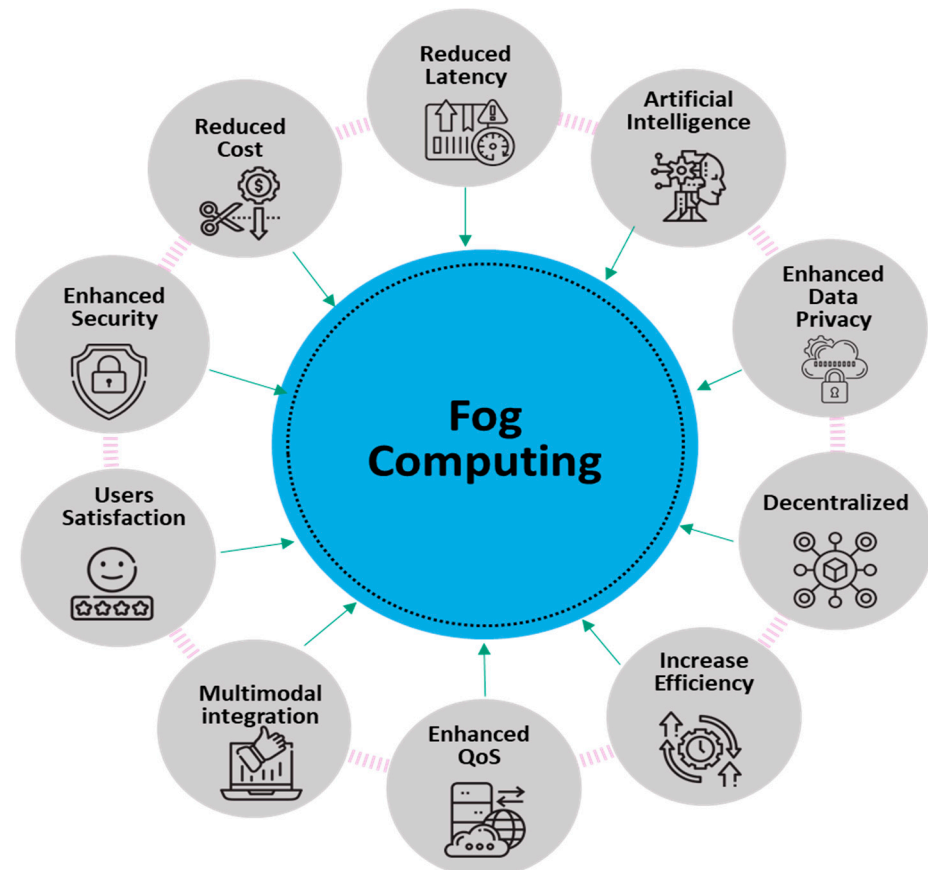 Reduced
Latency
Artificial
Intelligence
Enhanced
Data
Privacy
Decentralized
Increase
Efficiency
Enhanced
QoS
Multimodal
integration
Users
Satisfaction
Enhanced
Security
Reduced
Cost
Fog
Computing